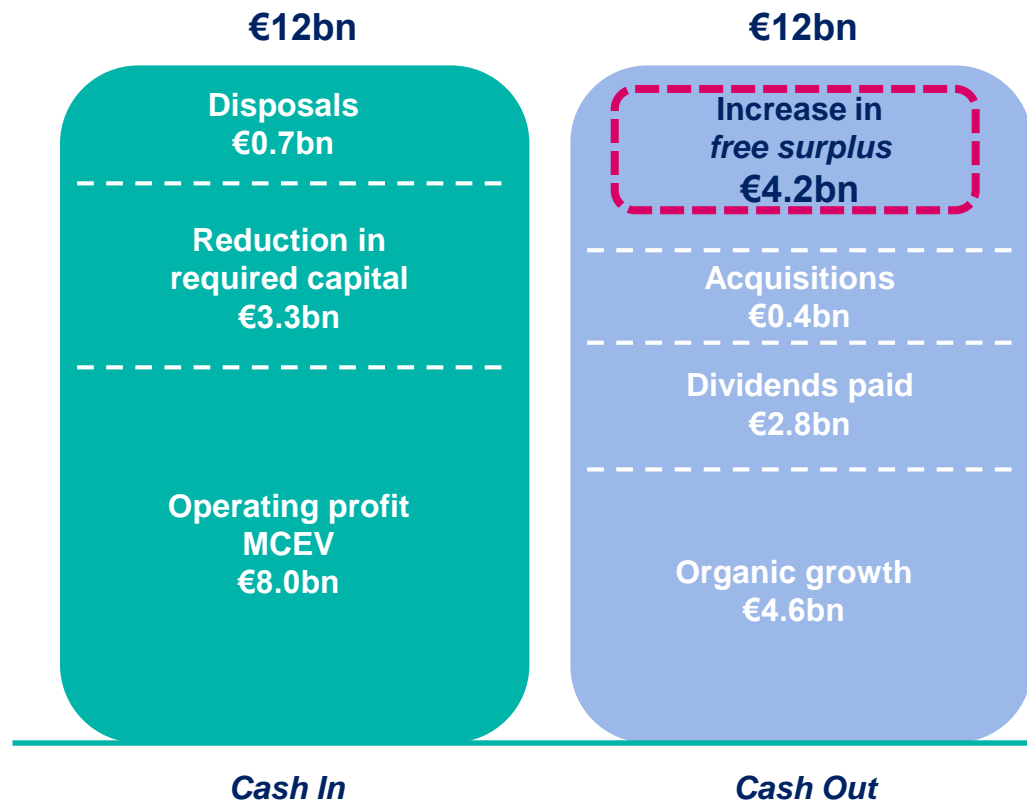 €12bn
Disposals
€0.7bn
Reduction in
required capital
€3.3bn
Operating profit
MCEV
€8.0bn
Cash In
€12bn
Increase in
free surplus
€4.2bn
Acquisitions
€0.4bn
Dividends paid
€2.8bn
Organic growth
€4.6bn
Cash Out